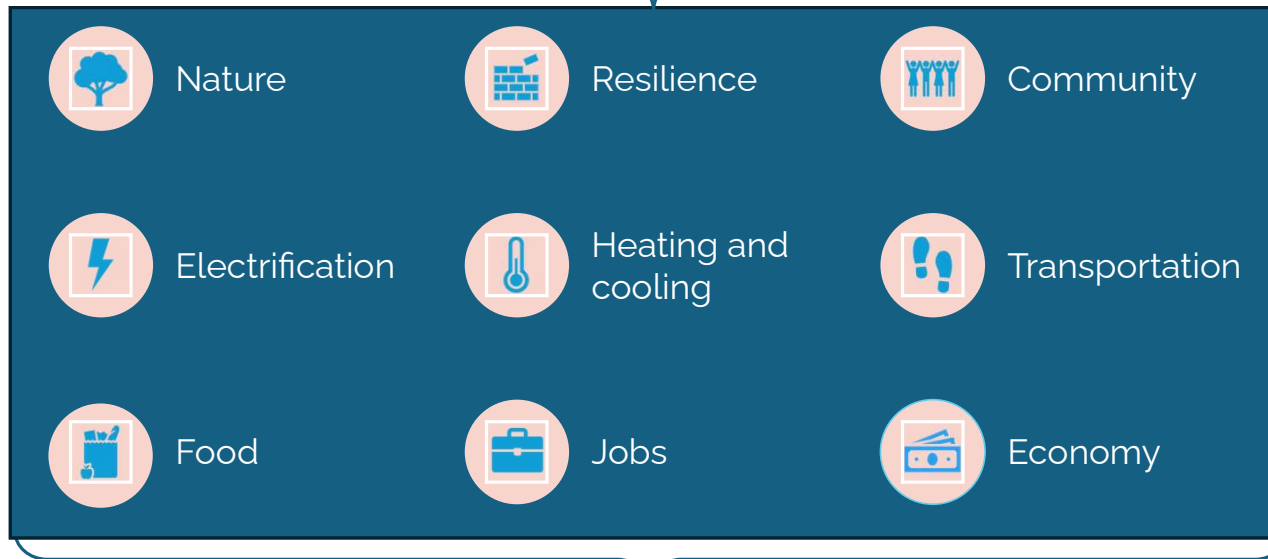 Nature
Resilience
Community
Electrification
Heating and
cooling
Transportation
Food
Jobs
Economy